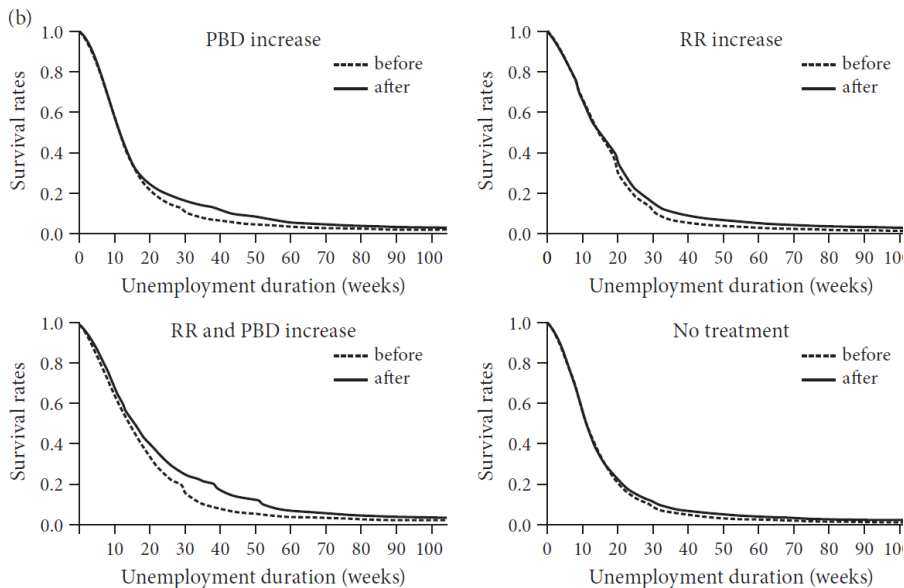 (b)
PBD increase
before
after
Survival rates
1.0
0.8
0.6
0.4
0.2
0.0
0 10 20 30 40 50 60 70 80 90 100
Unemployment duration (weeks)
RR increase
before
after
Survival rates
1.0
0.8
0.6
0.4
0.2
0.0
0 10 20 30 40 50 60 70 80 90 100
Unemployment duration (weeks)
RR and PBD increase
before
after
Survival rates
1.0
0.8
0.6
0.4
0.2
0.0
10 20 30 40 50 60 70 80 90 100
Unemployment duration (weeks)
No treatment
before
after
Survival rates
1.0
0.8
0.6
0.4
0.2
0.0
0 10 20 30 40 50 60 70 80 90 100
Unemployment duration (weeks)